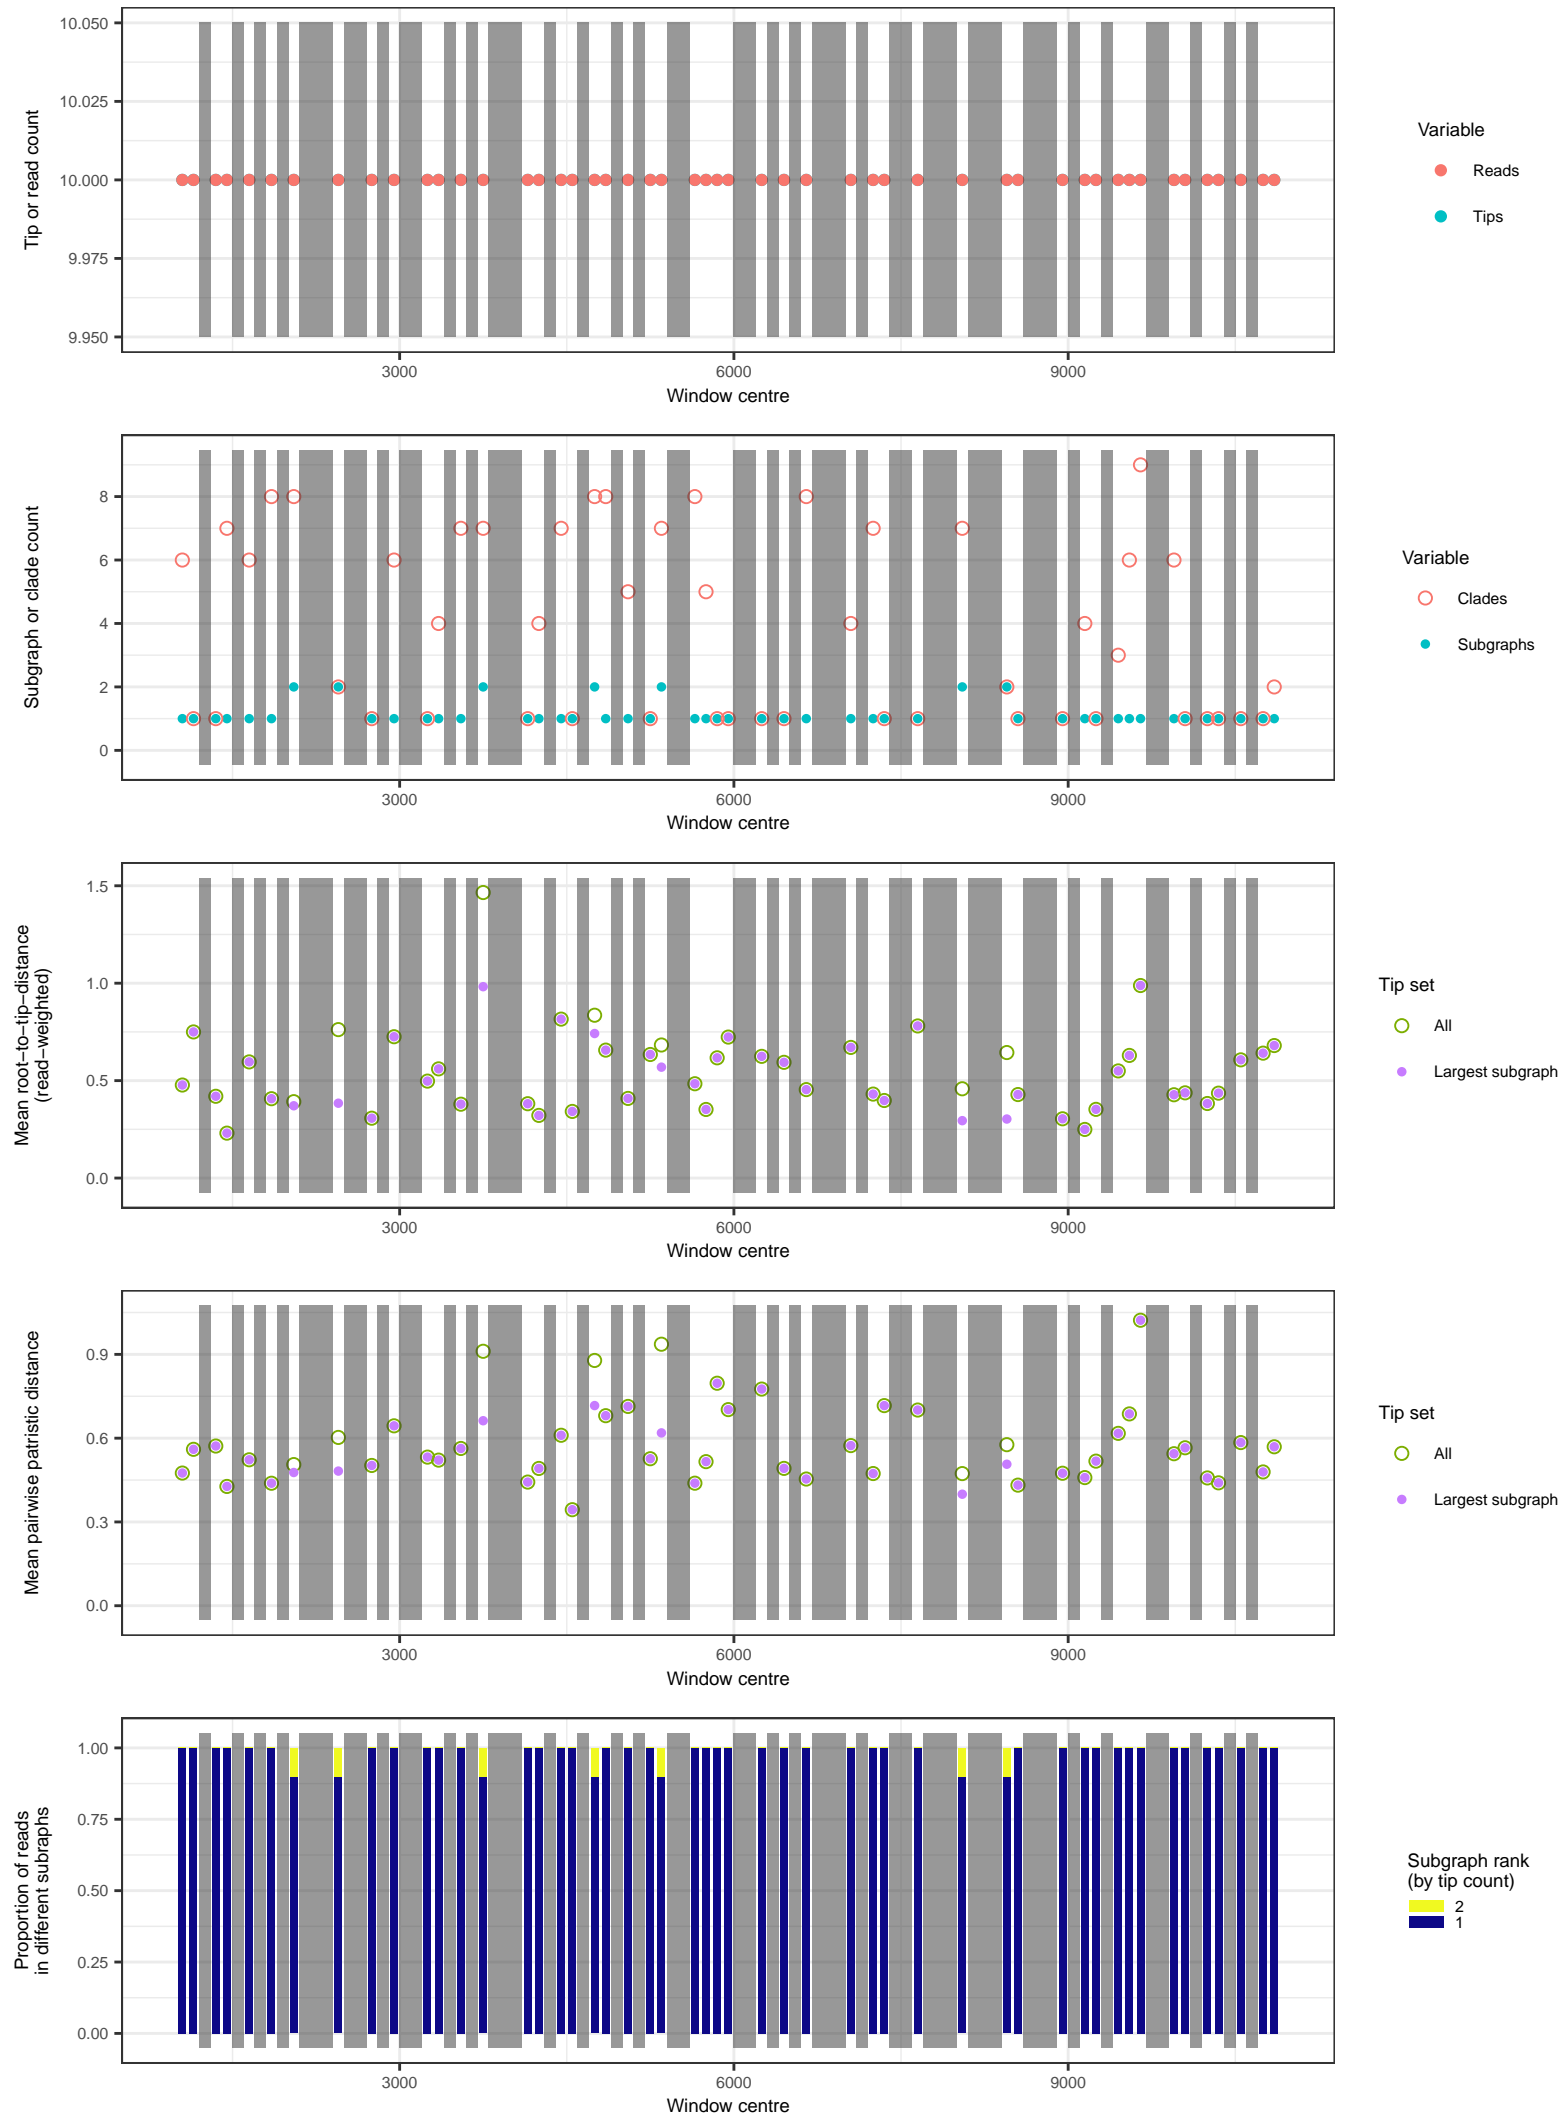 10.050
10.025
10.000
9.975
9.950
Tip or read count
3000 6000 9000
Window centre
Variable
Reads
Tips
8
6
4
2
0
Subgraph or clade count
3000 6000 9000
Window centre
Variable
Clades
Subgraphs
1.5
1.0
0.5
0.0
Mean root−to−tip−distance
(read−weighted)
3000 6000 9000
Window centre
Tip set
All
Largest subgraph
0.9
0.6
0.3
0.0
Mean pairwise patristic distance
3000 6000 9000
Window centre
Tip set
All
Largest subgraph
1.00
0.75
0.50
0.25
0.00
Proportion of reads
in different subraphs
3000 6000 9000
Window centre
Subgraph rank
(by tip count)
2
1